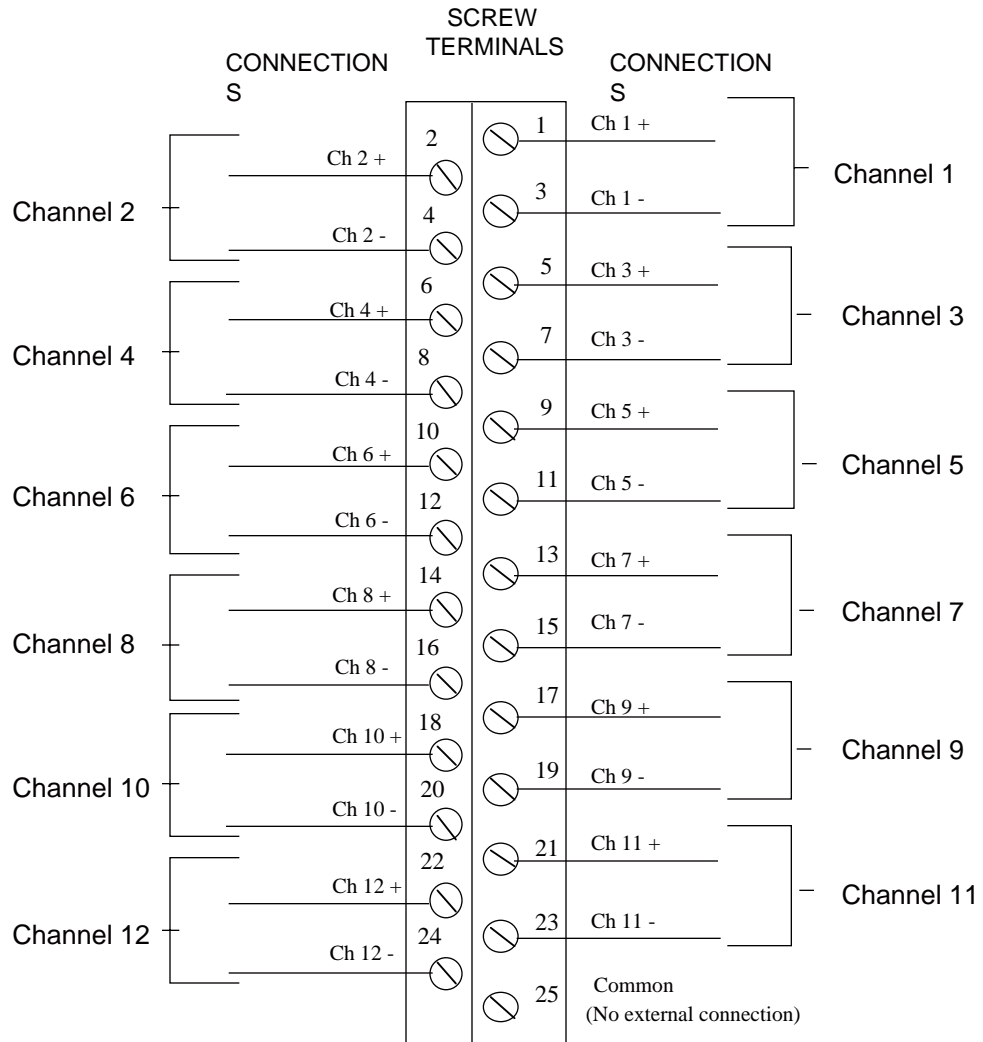 SCREW
TERMINALS
CONNECTION
S
CONNECTION
S
1 Ch 1 +
2 Ch 2 +
Channel 1
3 Ch 1 -
Channel 2
4 Ch 2 -
5 Ch 3 +
6 Ch 4 +
Channel 3
7 Ch 3 -
Channel 4
8 Ch 4 -
9 Ch 5 +
10 Ch 6 +
Channel 5
11 Ch 5 -
Channel 6
12 Ch 6 -
13 Ch 7 +
14 Ch 8 +
Channel 7
15 Ch 7 -
Channel 8
16 Ch 8 -
17 Ch 9 +
18 Ch 10 +
Channel 9
19 Ch 9 -
Channel 10
20 Ch 10 -
21 Ch 11 +
22 Ch 12 +
Channel 11
23 Ch 11 -
Channel 12
24 Ch 12 -
25 Common
(No external connection)